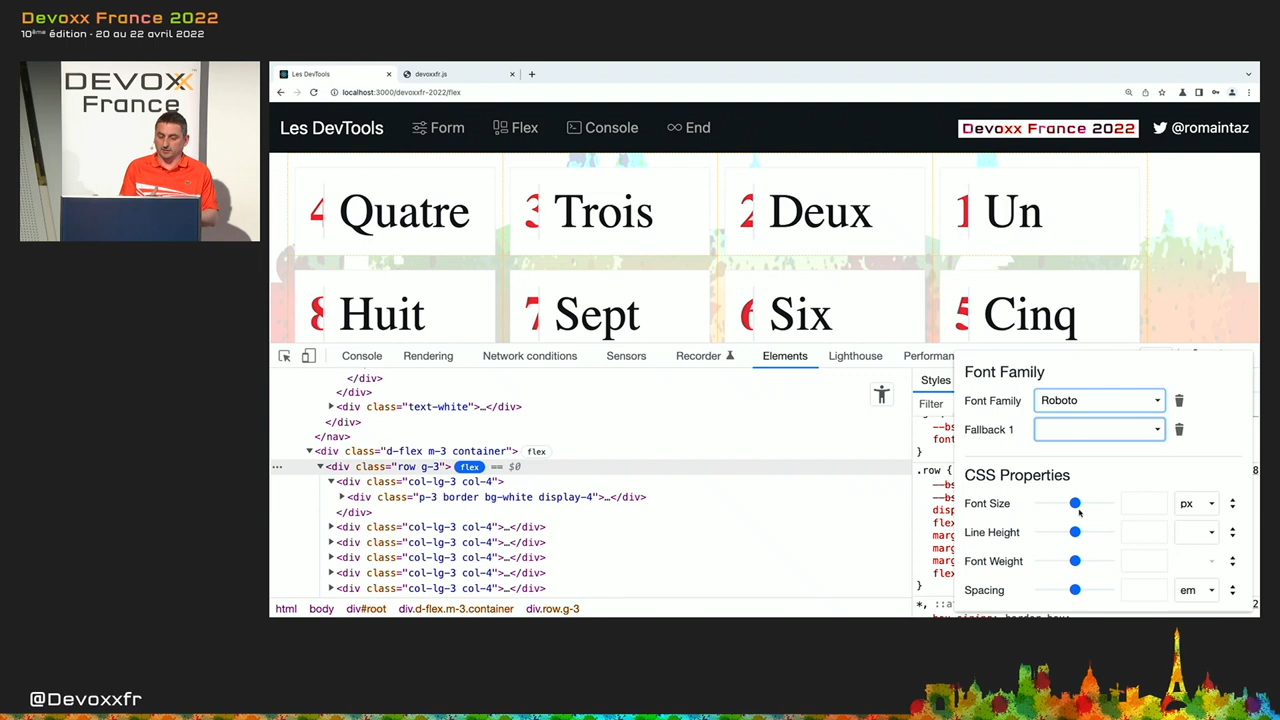 Devoxx France 2022
10ème édition - 20 au 22 avril 2022
DEVOXX
France
Les DevTools
devoxxfr.js
localhost:3000/devoxxfr-2022/flex
Les DevTools Form Flex Console End Devoxx France 2022 @romaintaz
4 Quatre 3 Trois 2 Deux 1 Un
8 Huit 7 Sept 6 Six 5 Cinq
Console Rendering Network conditions Sensors Recorder Elements Lighthouse
</div>
</div>
<div class="text-white">…</div>
</div>
</nav>
<div class="d-flex m-3 container"> flex
<div class="row g-3"> flex == $0
<div class="col-lg-3 col-4">
<div class="p-3 border bg-white display-4">…</div>
</div>
<div class="col-lg-3 col-4">…</div>
<div class="col-lg-3 col-4">…</div>
<div class="col-lg-3 col-4">…</div>
<div class="col-lg-3 col-4">…</div>
<div class="col-lg-3 col-4">…</div>
html body div#root div.d-flex.m-3.container div.row.g-3
Styles
Filter
}
.row {
}
Font Family
Font Family Roboto
Fallback 1
CSS Properties
Font Size px
Line Height
Font Weight
Spacing em
@Devoxxfr